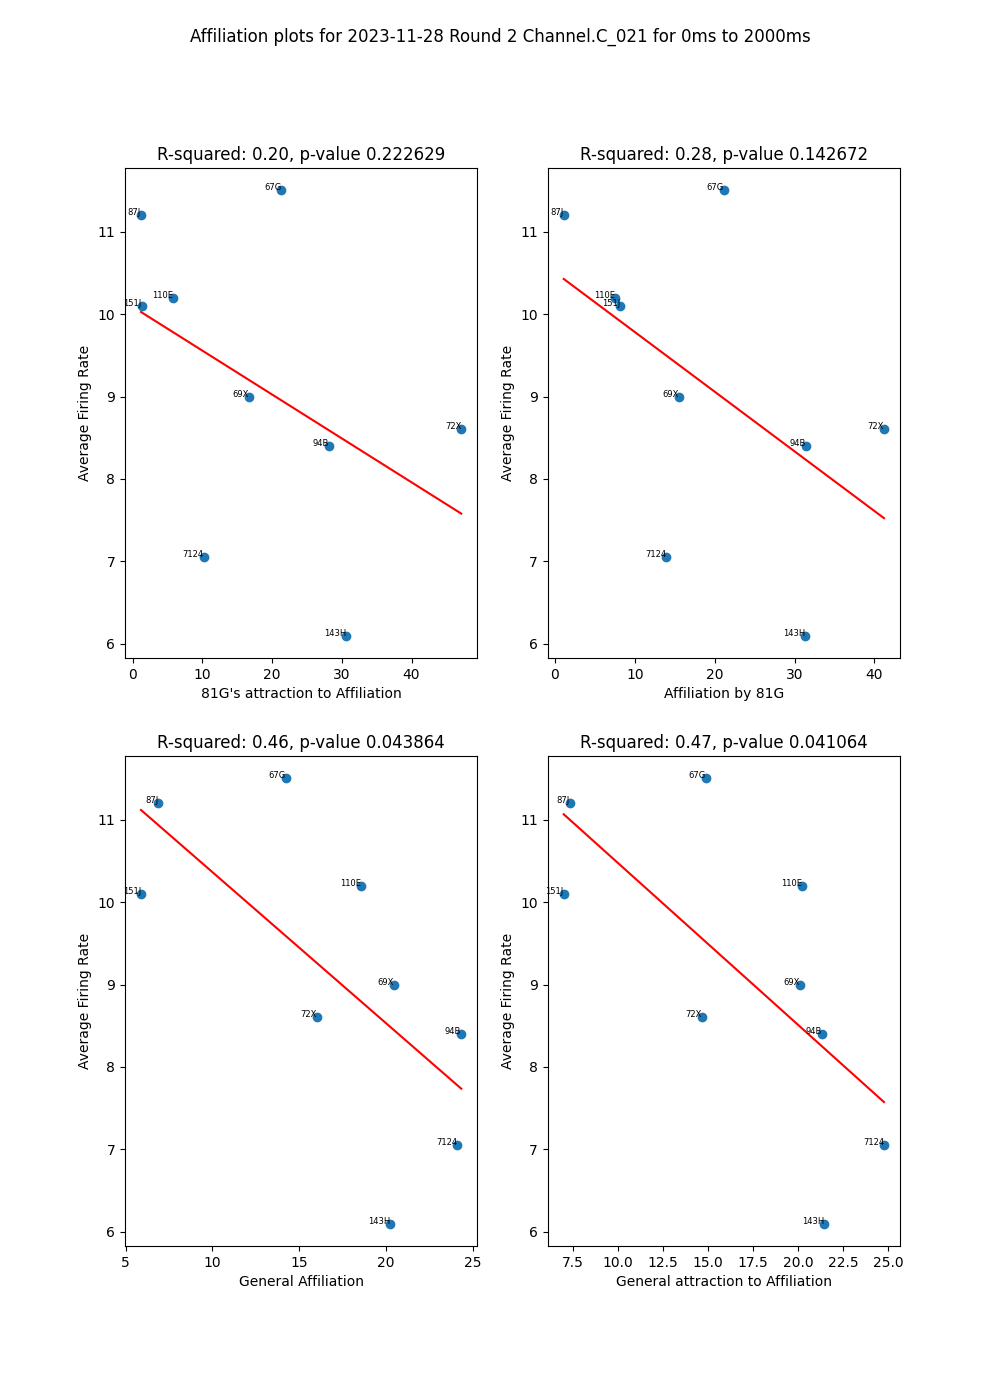 Affiliation plots for 2023-11-28 Round 2 Channel.C_021 for 0ms to 2000ms
R-squared: 0.20, p-value 0.222629
67G
87J
11
110E
151J
10
69X
9
72X
94B
8
7124
7
143H
6
Average Firing Rate
0 10 20 30 40
81G's attraction to Affiliation
R-squared: 0.28, p-value 0.142672
67G
87J
11
110E
151J
10
69X
9
72X
94B
8
7124
7
143H
6
Average Firing Rate
0 10 20 30 40
Affiliation by 81G
R-squared: 0.46, p-value 0.043864
67G
87J
11
110E
151J
10
69X
9
72X
94B
8
7124
7
143H
6
Average Firing Rate
5 10 15 20 25
General Affiliation
R-squared: 0.47, p-value 0.041064
67G
87J
11
110E
151J
10
69X
9
72X
94B
8
7124
7
143H
6
Average Firing Rate
7.5 10.0 12.5 15.0 17.5 20.0 22.5 25.0
General attraction to Affiliation